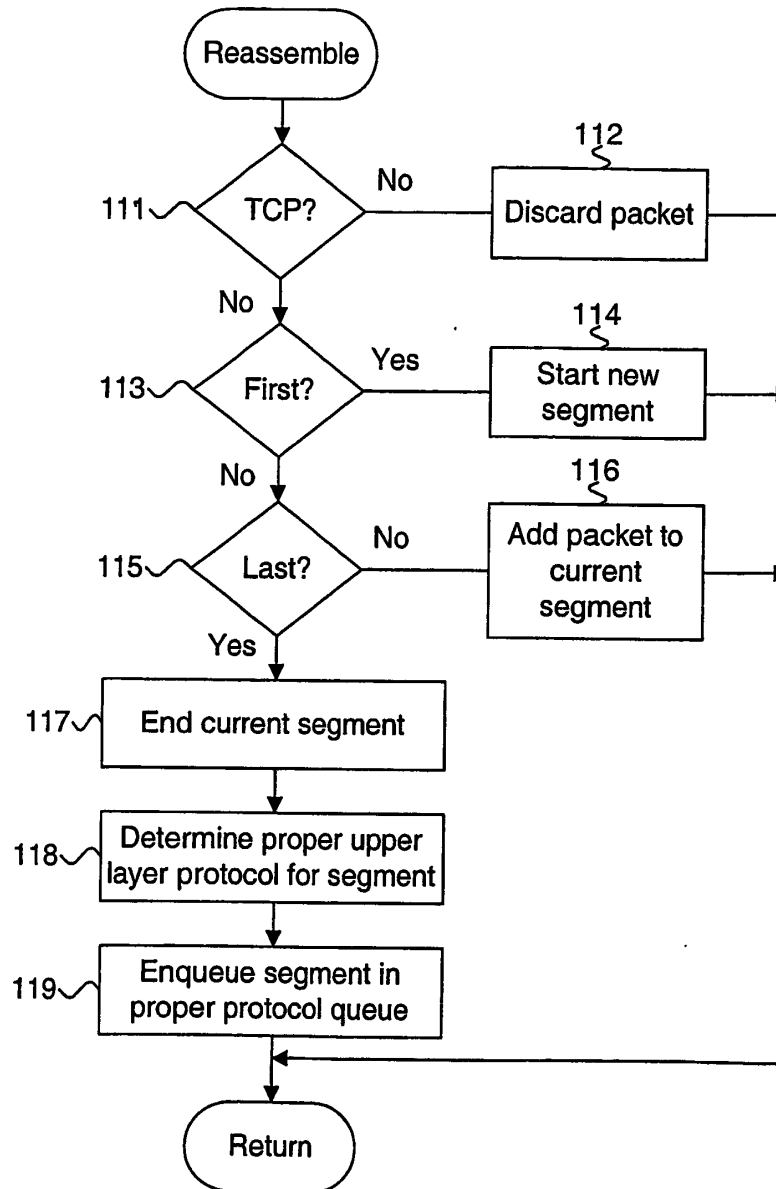 Reassemble
112
111
TCP?
No
Discard packet
No
114
113
First?
Yes
Start new
segment
No
116
115
Last?
No
Add packet to
current
segment
Yes
117
End current segment
118
Determine proper upper
layer protocol for segment
119
Enqueue segment in
proper protocol queue
Return